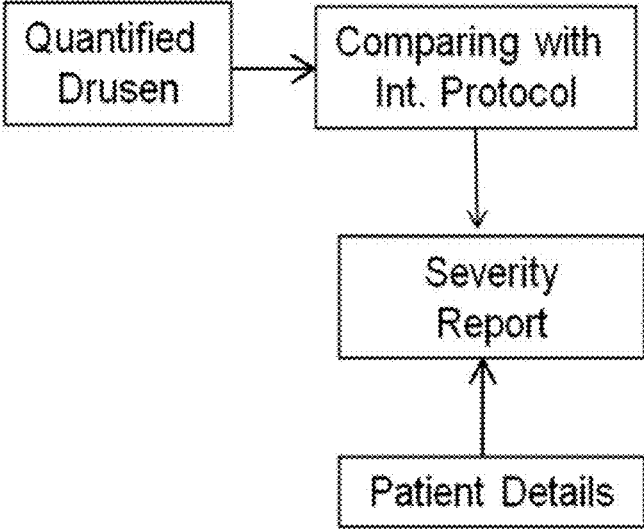 Quantified
Drusen
Comparing with
Int. Protocol
Severity
Report
Patient Details